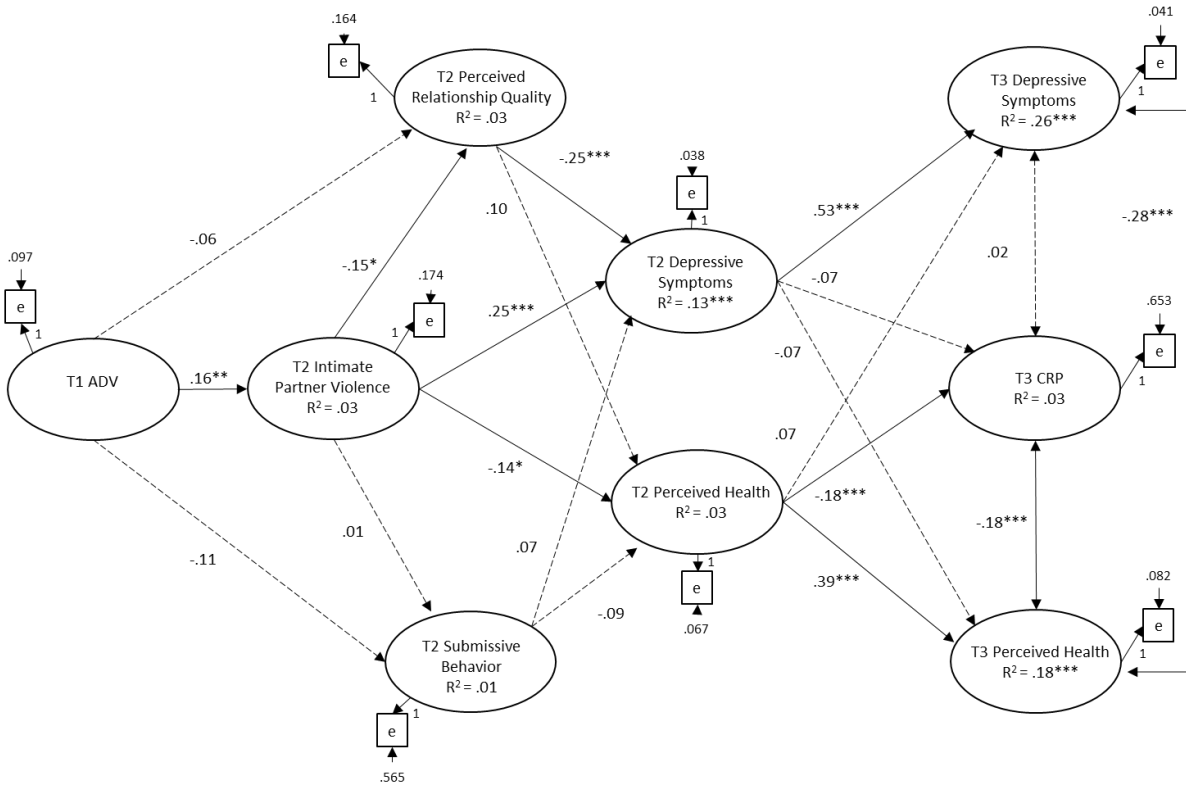 .164
e
1
T2 Perceived
Relationship Quality
R² = .03
.041
e
1
T3 Depressive
Symptoms
R² = .26***
-.25***
.038
e
1
.10
-.06
.53***
-.28***
T2 Depressive
Symptoms
R² = .13***
.02
-.15*
.174
e
1
.097
e
1
.25***
-.07
.653
e
1
-.07
T1 ADV
.16**
T2 Intimate
Partner Violence
R² = .03
T3 CRP
R² = .03
.07
-.14*
T2 Perceived Health
R² = .03
-.18***
-.18***
.01
.07
-.11
1
e
.067
-.09
.39***
.082
e
1
T2 Submissive
Behavior
R² = .01
T3 Perceived Health
R² = .18***
1
e
.565